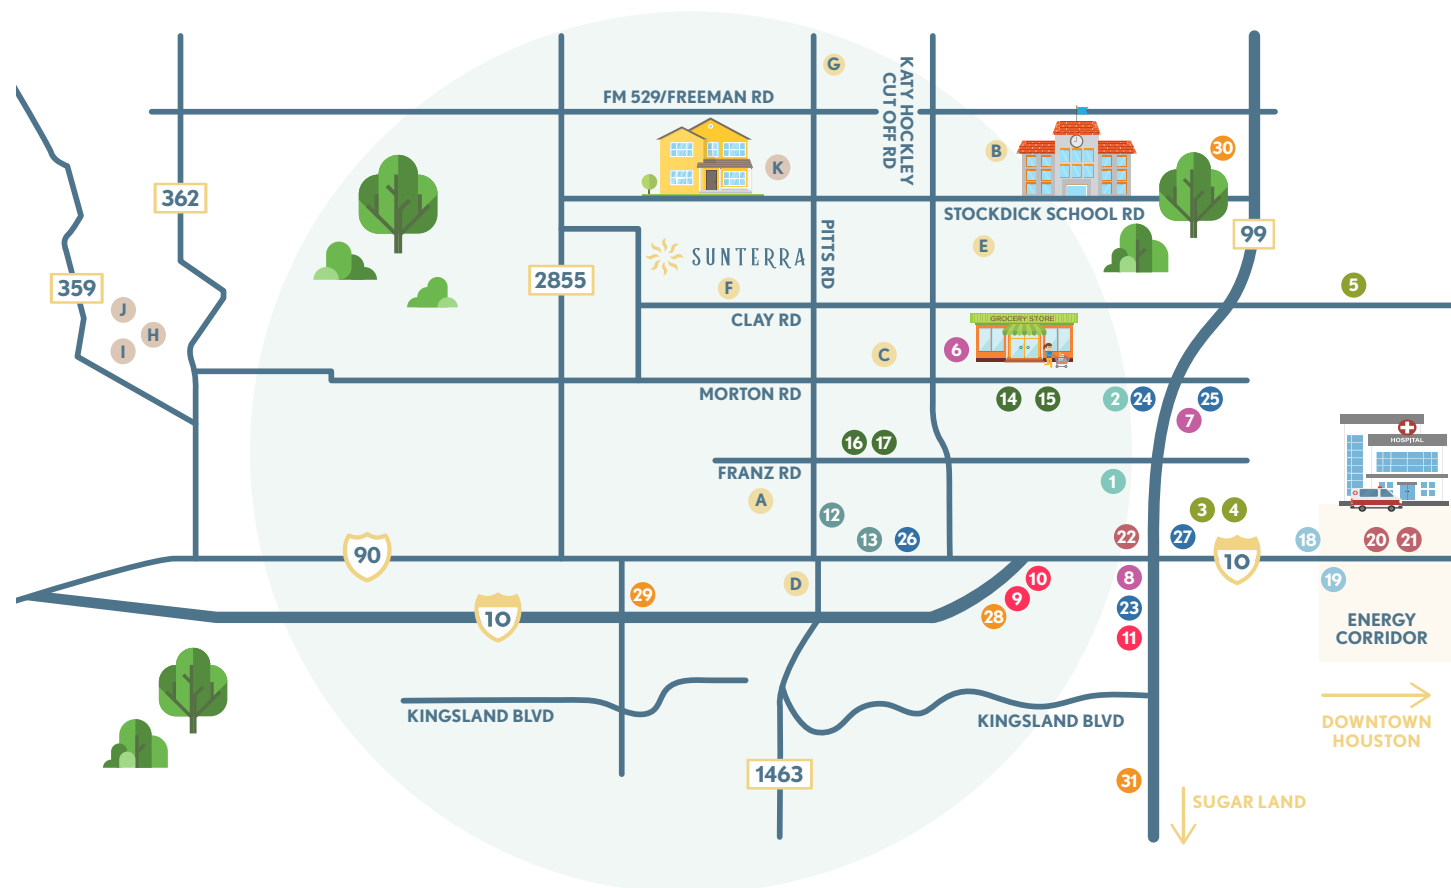 G
KATY HOCKLEY
CUT OFF RD
FM 529/FREEMAN RD
B
30
K
362
STOCKDICK SCHOOL RD
99
PITTS RD
E
SUNTERRA
2855
359
F
5
J
H
I
CLAY RD
GROCERY STORE
6
C
MORTON RD
14
15
2
24
25
7
HOSPITAL
16
17
FRANZ RD
1
A
12
3
4
13
26
22
27
18
20
21
90
10
D
10
8
19
29
9
28
23
10
11
ENERGY
CORRIDOR
KINGSLAND BLVD
KINGSLAND BLVD
DOWNTOWN
HOUSTON
1463
31
SUGAR LAND